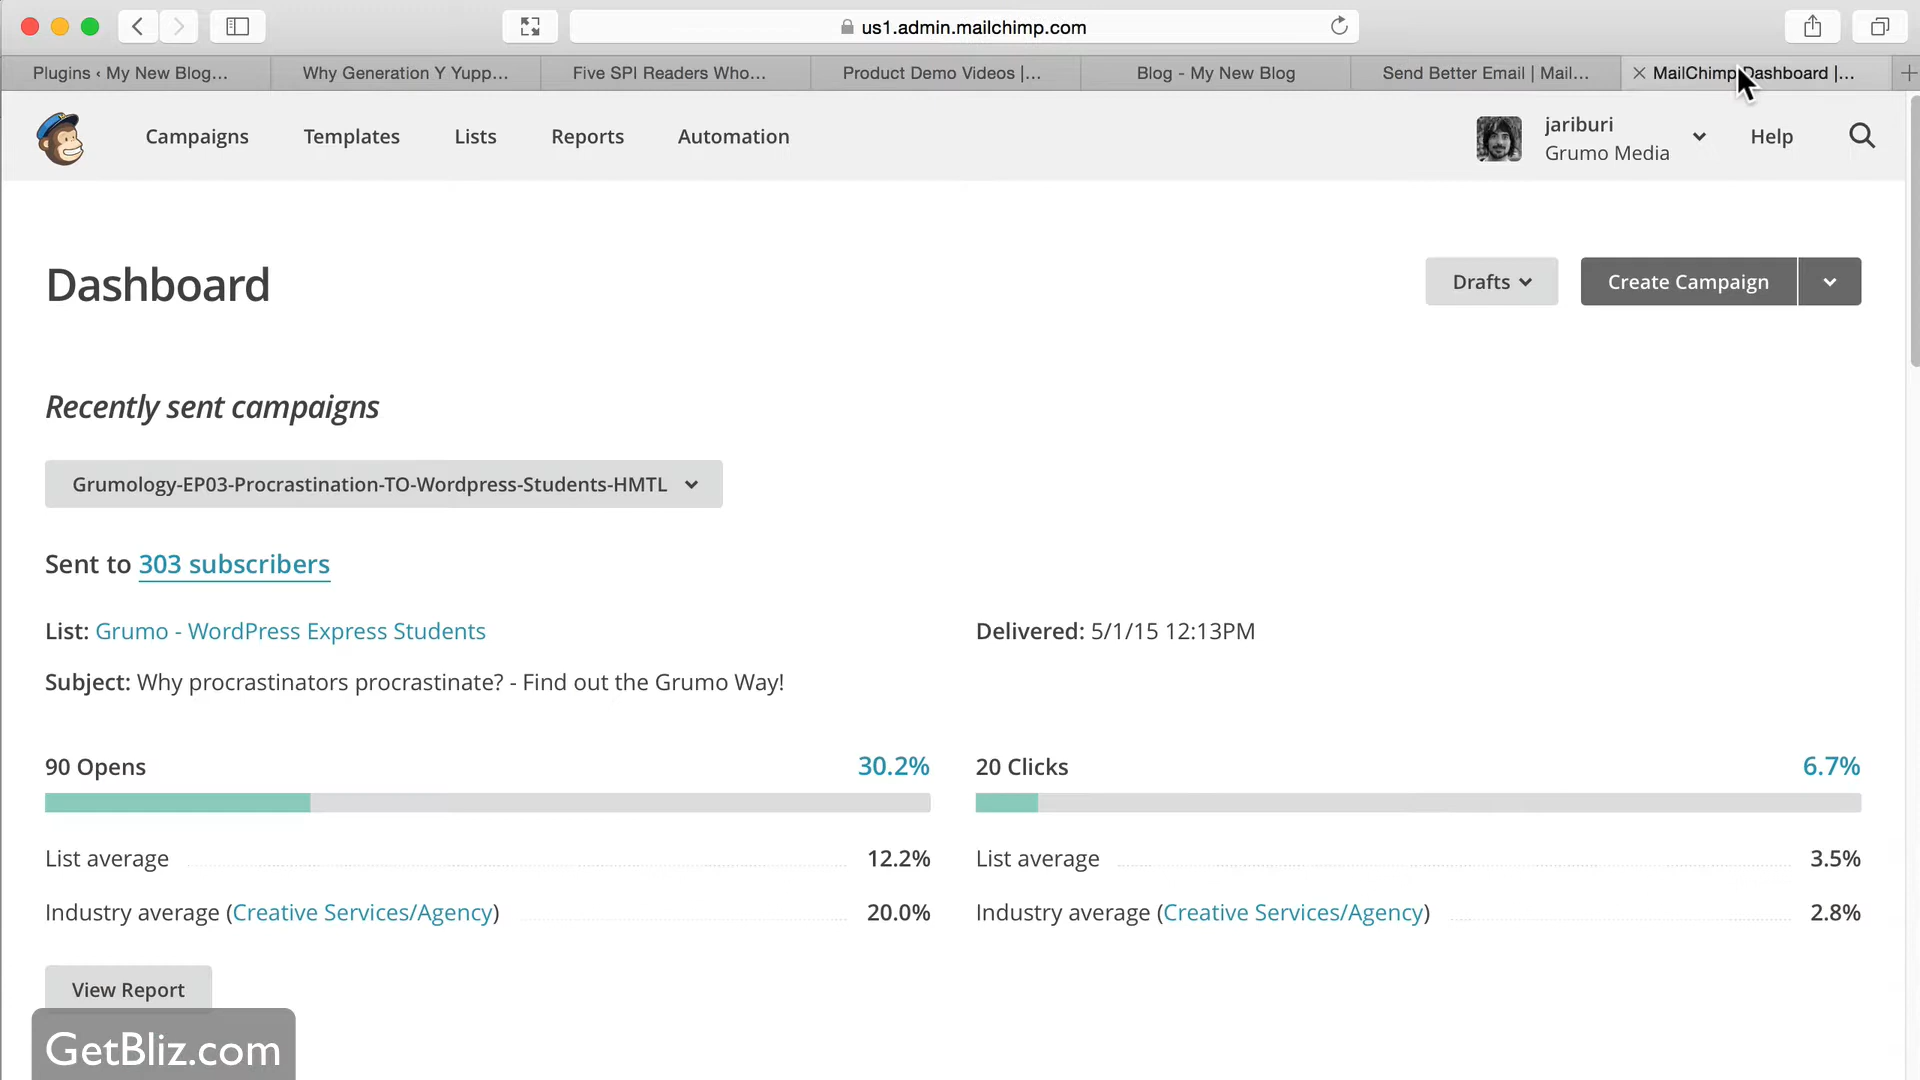 us1.admin.mailchimp.com
Plugins ‹ My New Blog...
Why Generation Y Yupp...
Five SPI Readers Who...
Product Demo Videos |...
Blog - My New Blog
Send Better Email | Mail...
MailChimp Dashboard |...
Campaigns
Templates
Lists
Reports
Automation
jariburi
Grumo Media
Help
Dashboard
Drafts
Create Campaign
Recently sent campaigns
Grumology-EP03-Procrastination-TO-Wordpress-Students-HMTL
Sent to 303 subscribers
List: Grumo - WordPress Express Students
Delivered: 5/1/15 12:13PM
Subject: Why procrastinators procrastinate? - Find out the Grumo Way!
90 Opens 30.2%
20 Clicks 6.7%
List average 12.2%
List average 3.5%
Industry average (Creative Services/Agency) 20.0%
Industry average (Creative Services/Agency) 2.8%
View Report
GetBliz.com